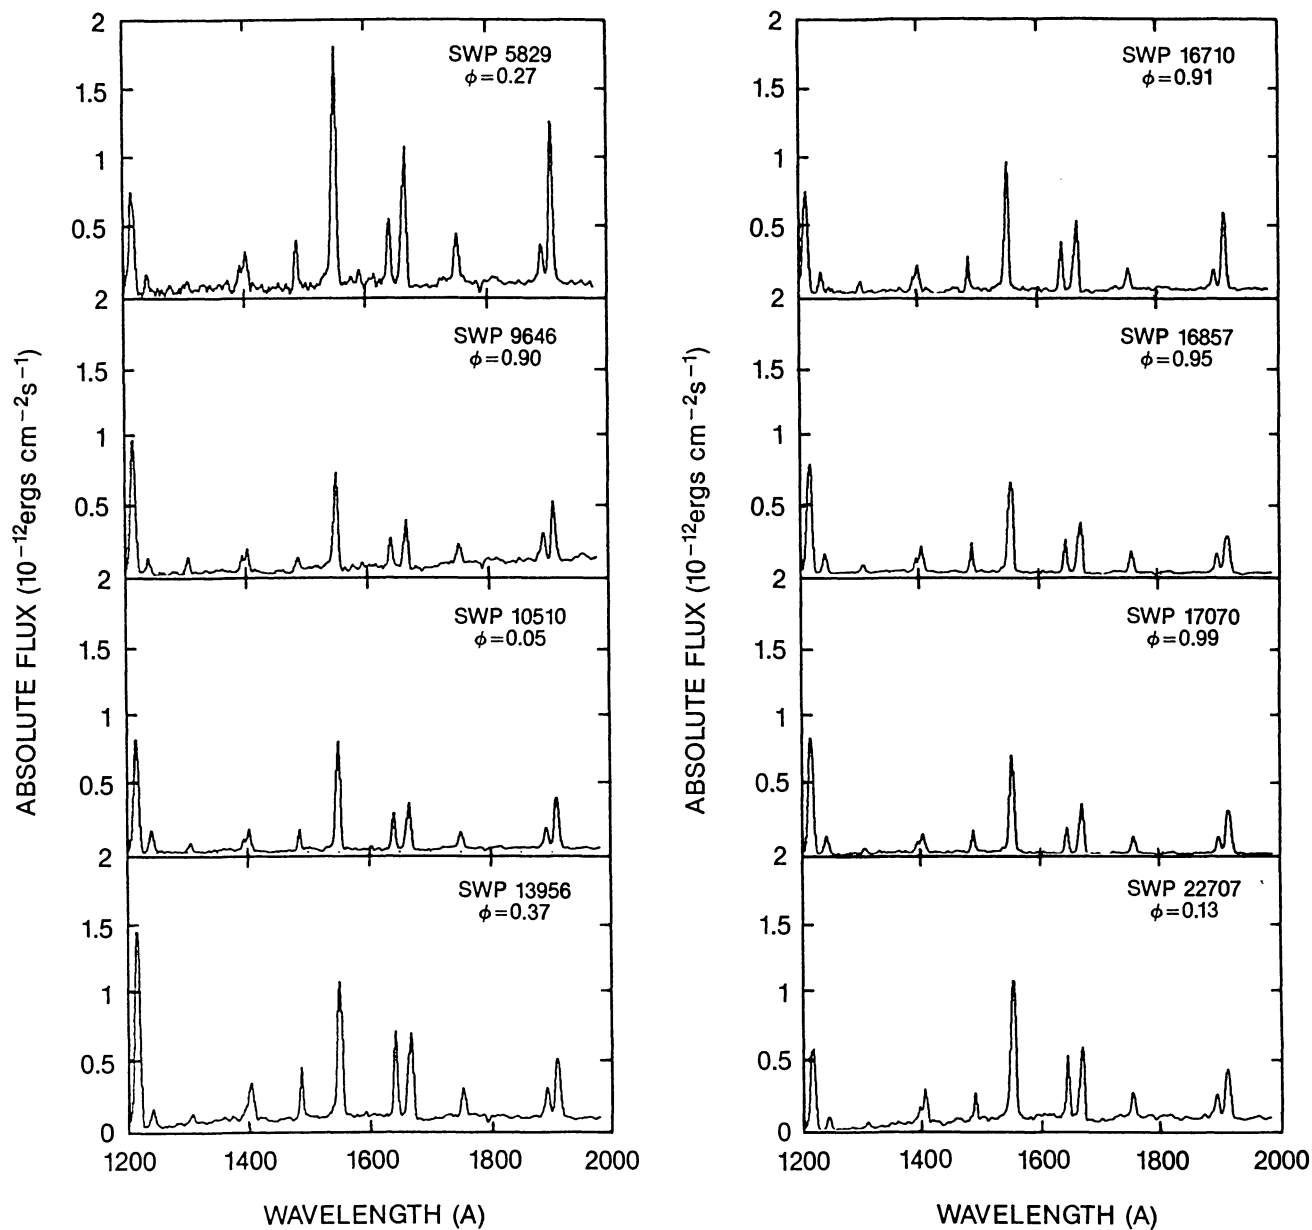 2
1.5
1
0.5
2
1.5
1
0.5
2
1.5
1
0.5
2
1.5
1
0.5
0
SWP 5829
φ=0.27
SWP 9646
φ=0.90
SWP 10510
φ=0.05
SWP 13956
φ=0.37
ABSOLUTE FLUX (10−12ergs cm−2s−1)
1200 1400 1600 1800 2000
WAVELENGTH (A)
2
1.5
1
0.5
2
1.5
1
0.5
2
1.5
1
0.5
2
1.5
1
0.5
0
SWP 16710
φ=0.91
SWP 16857
φ=0.95
SWP 17070
φ=0.99
SWP 22707
φ=0.13
ABSOLUTE FLUX (10−12ergs cm−2s−1)
1200 1400 1600 1800 2000
WAVELENGTH (A)